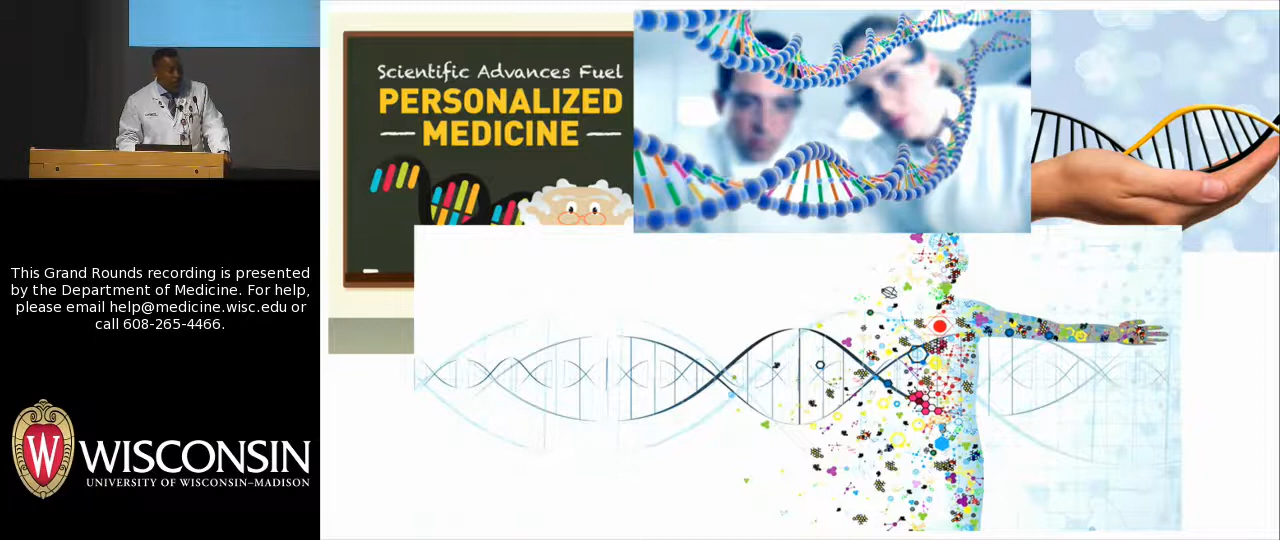 Scientific Advances Fuel
PERSONALIZED
MEDICINE
This Grand Rounds recording is presented
by the Department of Medicine. For help,
please email help@medicine.wisc.edu or
call 608-265-4466.
W
WISCONSIN
UNIVERSITY OF WISCONSIN–MADISON